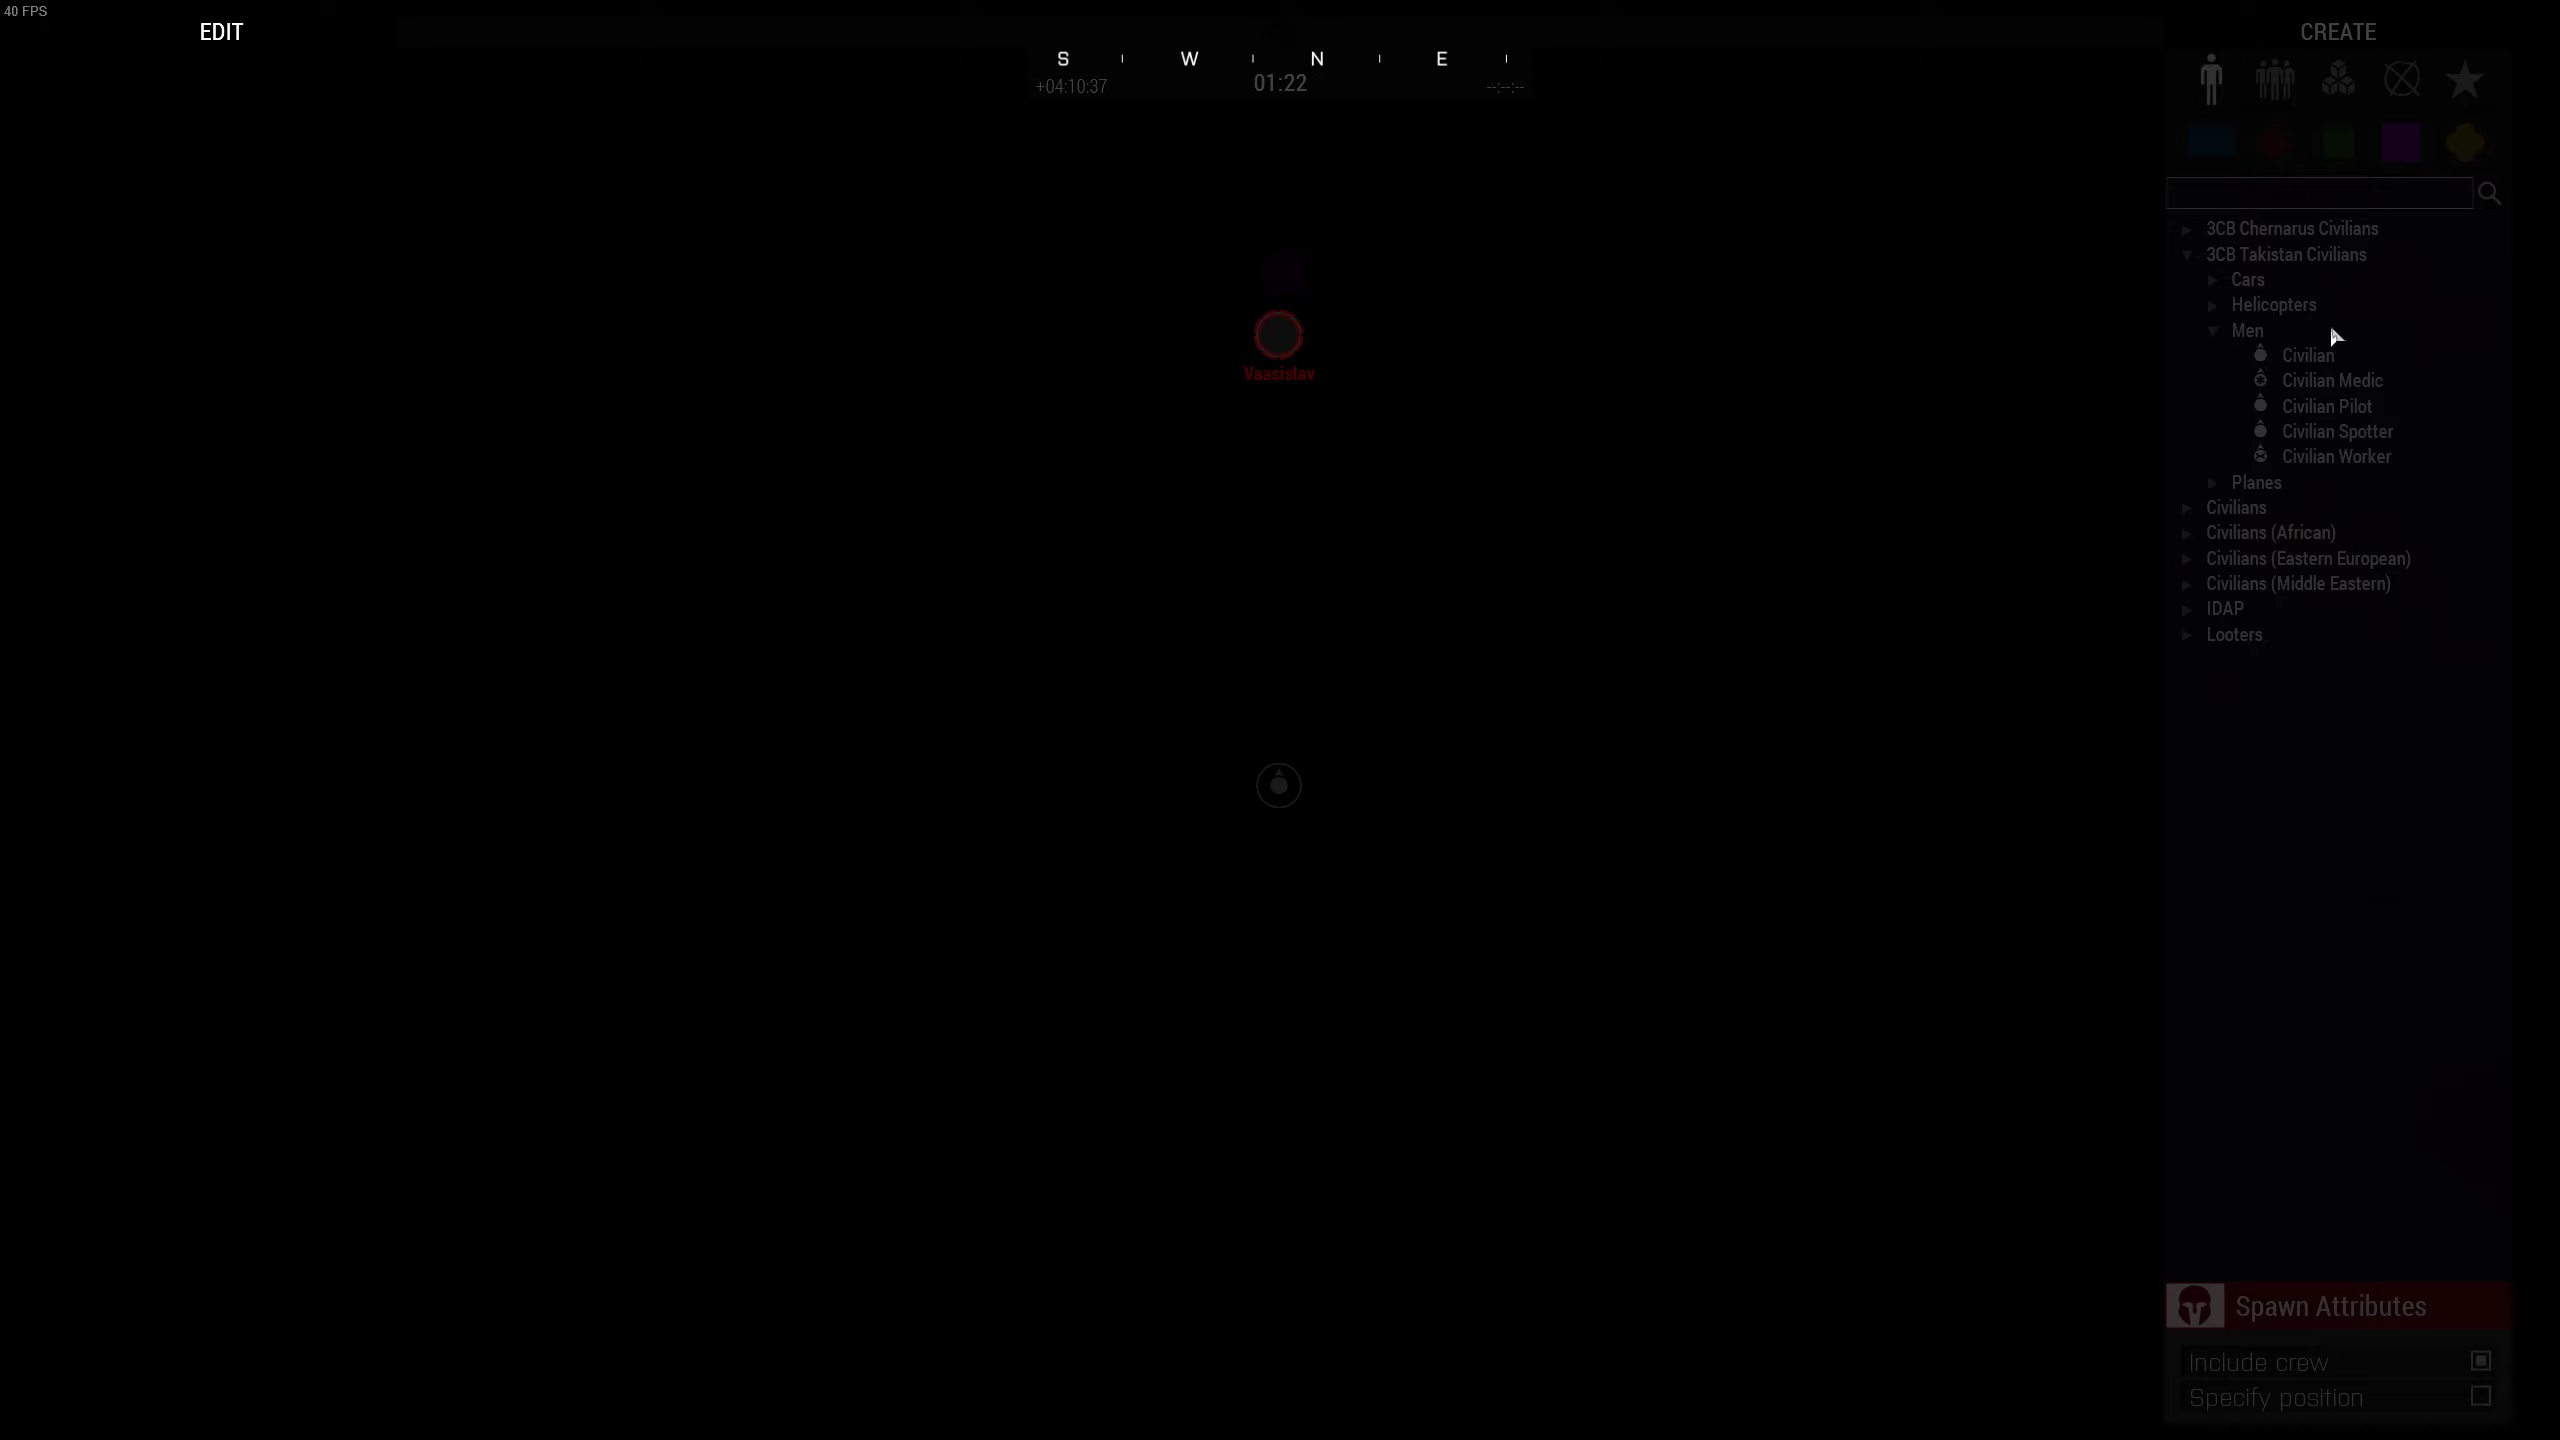 40 FPS
EDIT
S W N E
+04:10:37 01:22 --:--:--
Vaasislav
CREATE
3CB Chernarus Civilians
3CB Takistan Civilians
Cars
Helicopters
Men
Civilian
Civilian Medic
Civilian Pilot
Civilian Spotter
Civilian Worker
Planes
Civilians
Civilians (African)
Civilians (Eastern European)
Civilians (Middle Eastern)
IDAP
Looters
Spawn Attributes
Include crew
Specify position